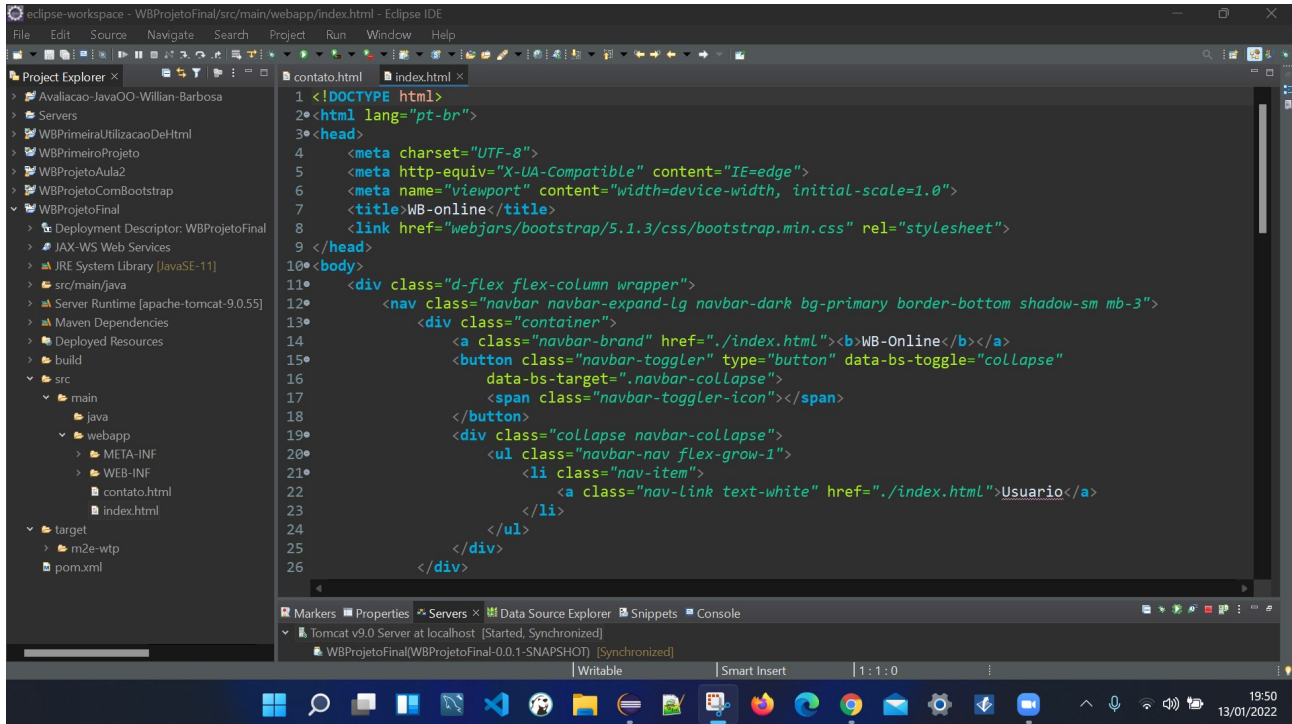 eclipse-workspace - WBProjetoFinal/src/main/webapp/index.html - Eclipse IDE
File Edit Source Navigate Search Project Run Window Help
Project Explorer
Avaliacao-JavaOO-Willian-Barbosa
Servers
WBPrimeiraUtilizacaoDeHtml
WBPrimeiroProjeto
WBProjetoAula2
WBProjetoComBootstrap
WBProjetoFinal
Deployment Descriptor: WBProjetoFinal
JAX-WS Web Services
JRE System Library [JavaSE-11]
src/main/java
Server Runtime [apache-tomcat-9.0.55]
Maven Dependencies
Deployed Resources
build
src
main
java
webapp
META-INF
WEB-INF
contato.html
index.html
target
m2e-wtp
pom.xml
contato.html index.html
1 <!DOCTYPE html>
2 <html lang="pt-br">
3 <head>
4 <meta charset="UTF-8">
5 <meta http-equiv="X-UA-Compatible" content="IE=edge">
6 <meta name="viewport" content="width=device-width, initial-scale=1.0">
7 <title>WB-online</title>
8 <link href="webjars/bootstrap/5.1.3/css/bootstrap.min.css" rel="stylesheet">
9 </head>
10 <body>
11 <div class="d-flex flex-column wrapper">
12 <nav class="navbar navbar-expand-lg navbar-dark bg-primary border-bottom shadow-sm mb-3">
13 <div class="container">
14 <a class="navbar-brand" href="./index.html"><b>WB-Online</b></a>
15 <button class="navbar-toggler" type="button" data-bs-toggle="collapse"
16 data-bs-target=".navbar-collapse">
17 <span class="navbar-toggler-icon"></span>
18 </button>
19 <div class="collapse navbar-collapse">
20 <ul class="navbar-nav flex-grow-1">
21 <li class="nav-item">
22 <a class="nav-link text-white" href="./index.html">Usuario</a>
23 </li>
24 </ul>
25 </div>
26 </div>
Markers Properties Servers Data Source Explorer Snippets Console
Tomcat v9.0 Server at localhost [Started, Synchronized]
WBProjetoFinal(WBProjetoFinal-0.0.1-SNAPSHOT) [Synchronized]
Writable Smart Insert 1 : 1 : 0
19:50
13/01/2022